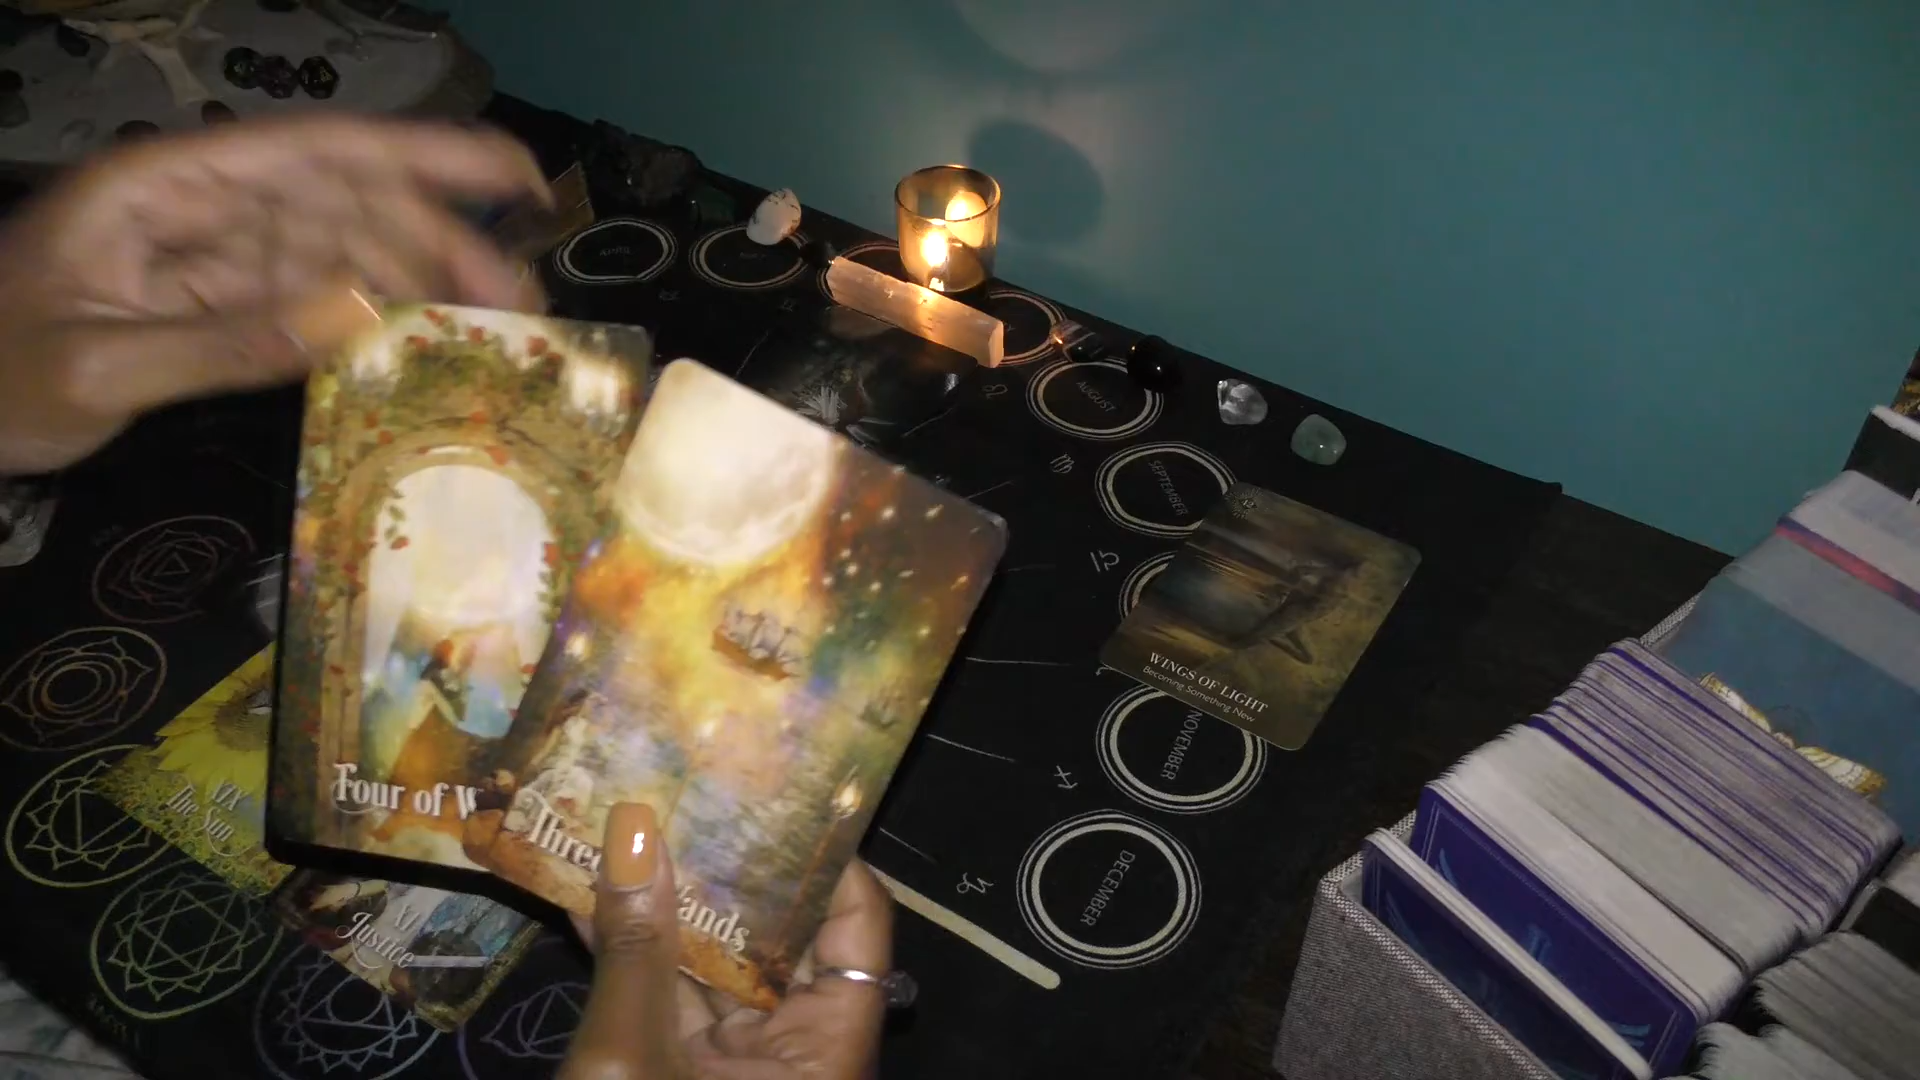 APRIL
AUGUST
SEPTEMBER
WINGS OF LIGHT
Becoming Something New
NOVEMBER
DECEMBER
Four of W
Three
ands
XIX
The Sun
XI
Justice